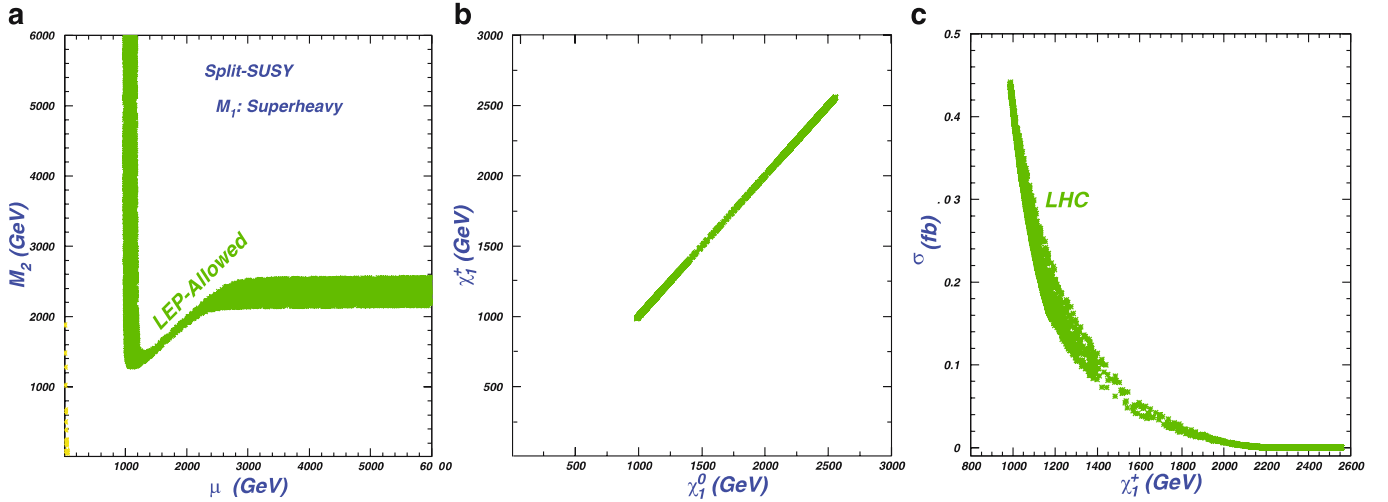 a
6000
5000
4000
3000
2000
1000
0
M2 (GeV)
Split-SUSY
M1: Superheavy
LEP-Allowed
1000 2000 3000 4000 5000 60 00
μ (GeV)
b
3000
2500
2000
1500
1000
500
χ1+ (GeV)
500 1000 1500 2000 2500 3000
χ10 (GeV)
c
0.5
0.4
0.3
0.2
0.1
0
σ (fb)
LHC
800 1000 1200 1400 1600 1800 2000 2200 2400 2600
χ1+ (GeV)